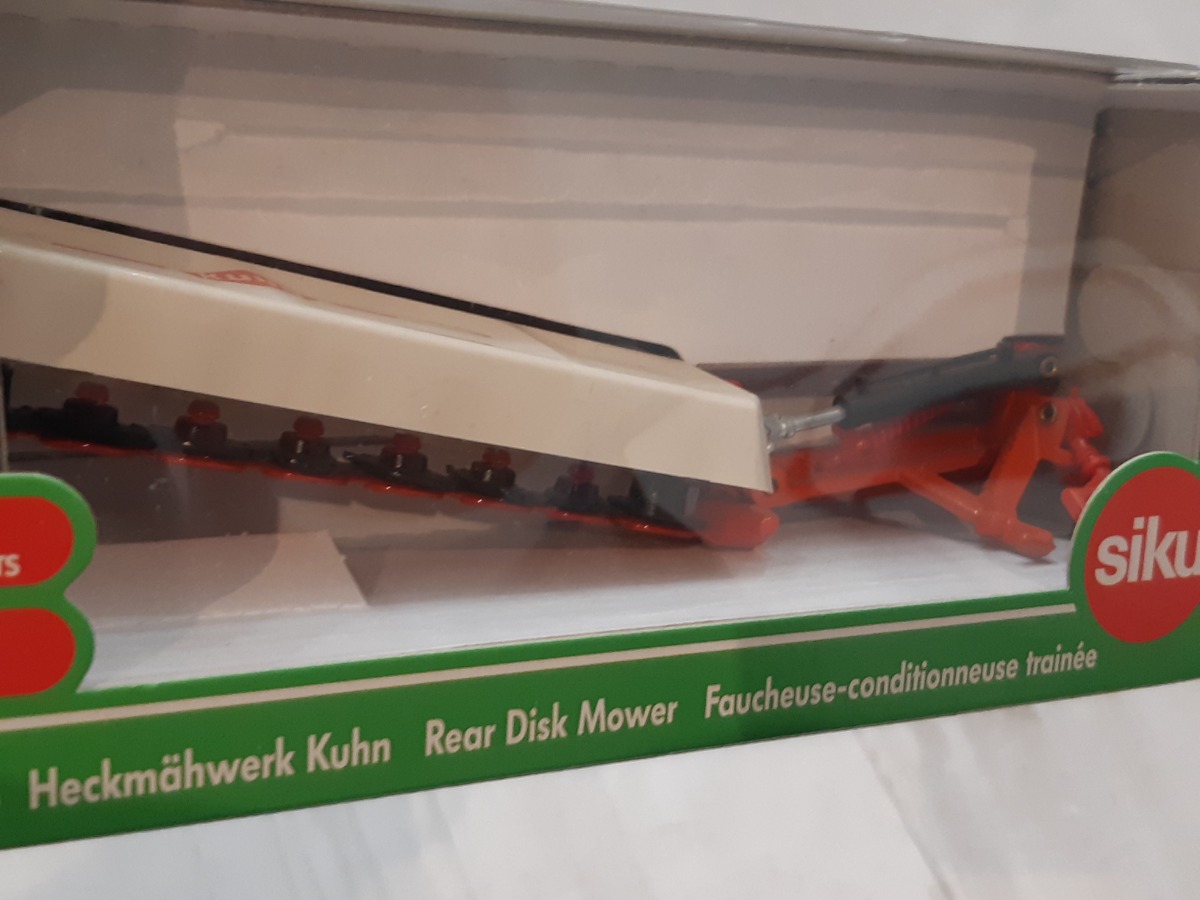 siku
Heckmähwerk Kuhn Rear Disk Mower Faucheuse-conditionneuse trainée